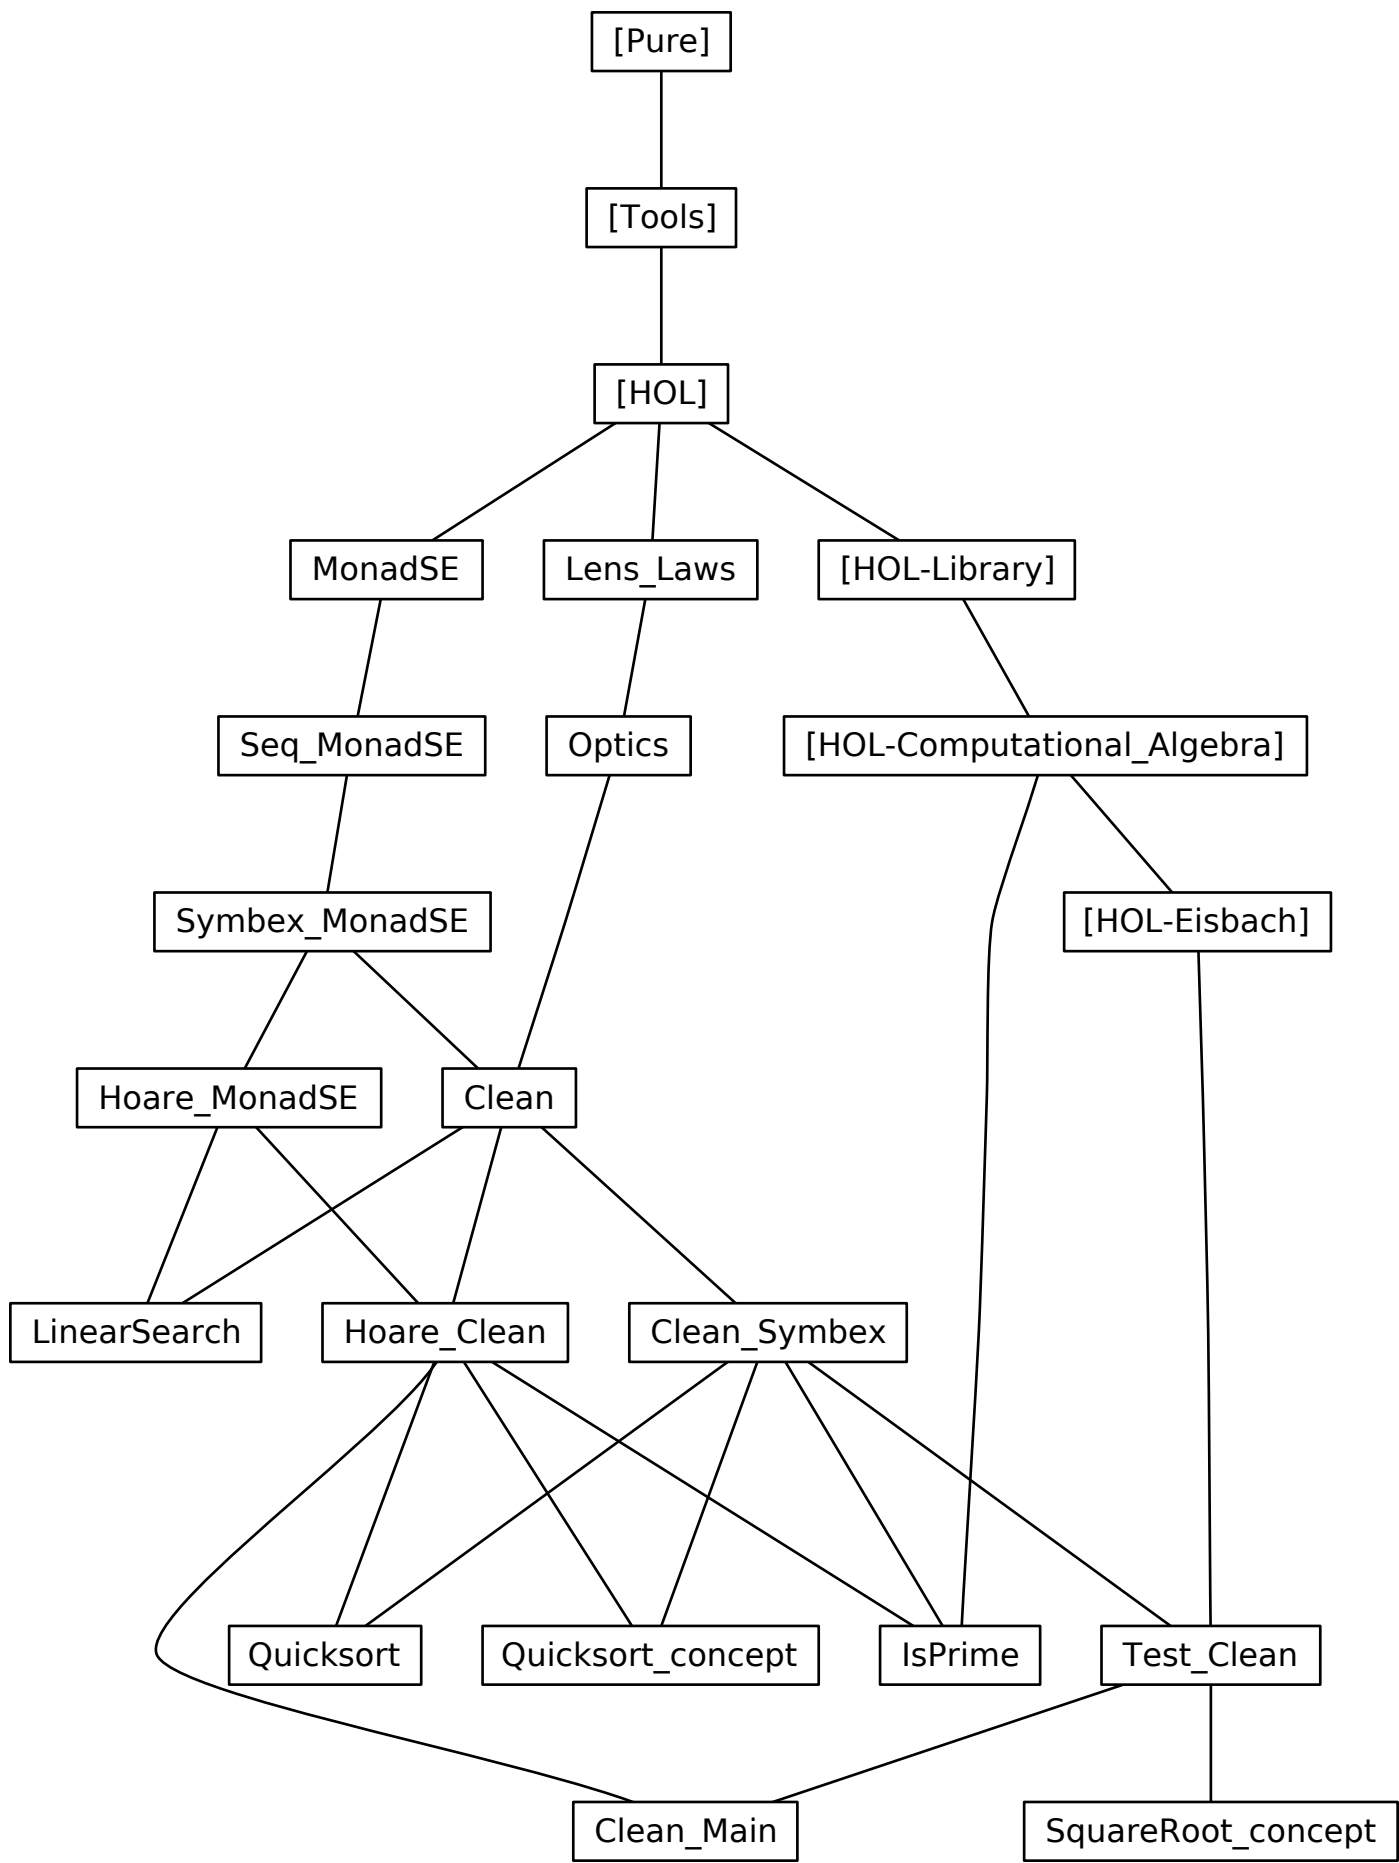 [Pure]
[Tools]
[HOL]
MonadSE
Lens_Laws
[HOL-Library]
Seq_MonadSE
Optics
[HOL-Computational_Algebra]
Symbex_MonadSE
[HOL-Eisbach]
Hoare_MonadSE
Clean
LinearSearch
Hoare_Clean
Clean_Symbex
Quicksort
Quicksort_concept
IsPrime
Test_Clean
Clean_Main
SquareRoot_concept